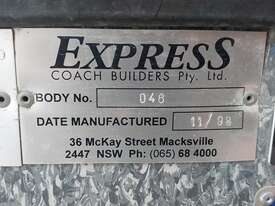 EXPRESS
COACH BUILDERS Pty. Ltd.
BODY No. 046
DATE MANUFACTURED 11/98
36 McKay Street Macksville
2447 NSW Ph: (065) 68 4000